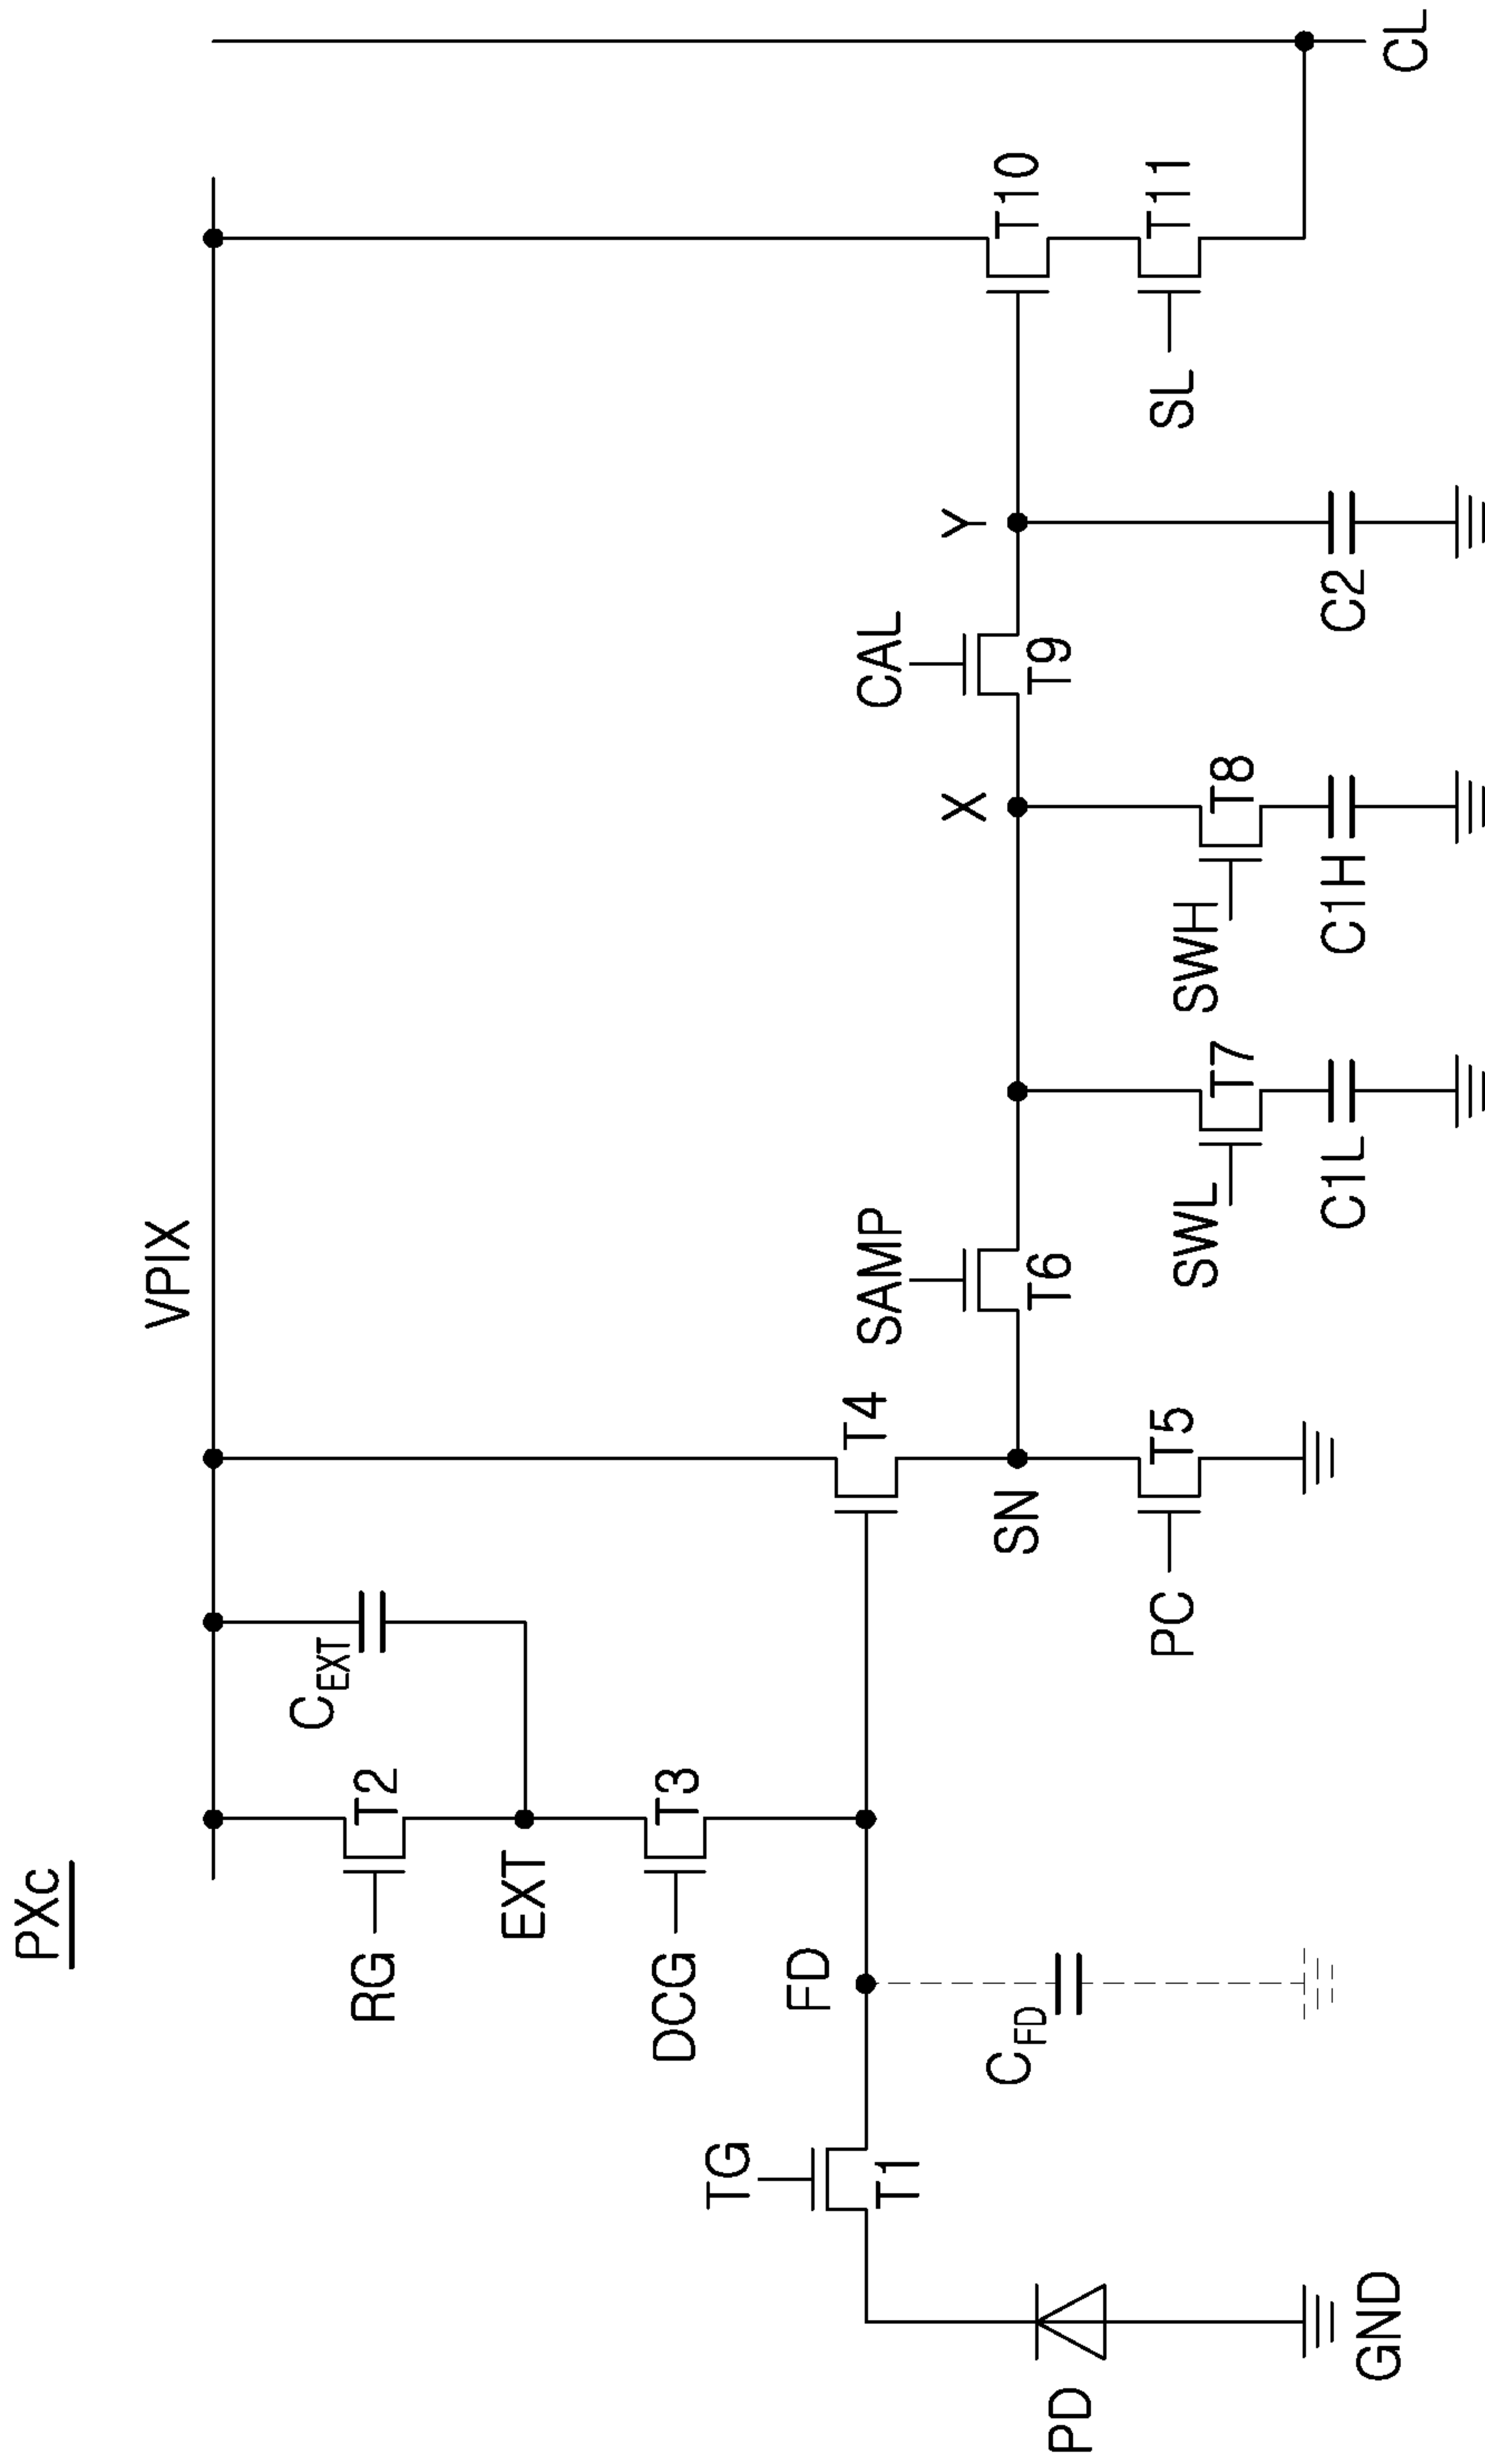 PXc
VPIX
CL
RG
T2
C_EXT
EXT
DCG
T3
TG
T1
FD
C_FD
PD
GND
T4
SN
PC
T5
SAMP
T6
SWL
T7
C1L
X
SWH
T8
C1H
CAL
T9
Y
C2
T10
SL
T11